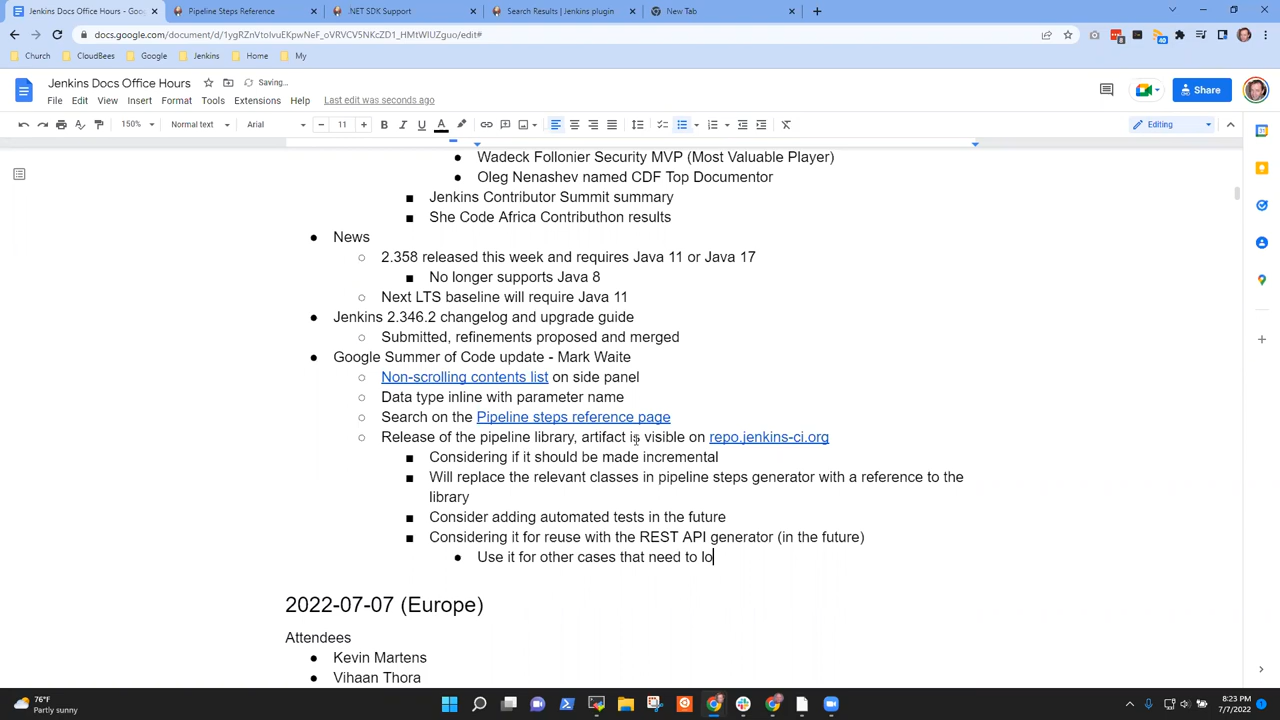 Jenkins Docs Office Hours - Goo
Pipeline Steps Reference
.NET SDK Support
Search Results | Jenkins plugin
New Tab
docs.google.com/document/d/1ygRZnVtoIvuEKpwNeF_oVRVCV5NKcZD1_HMtWIUZguo/edit#
Church
CloudBees
Google
Jenkins
Home
My
Jenkins Docs Office Hours
Saving...
File Edit View Insert Format Tools Extensions Help Last edit was seconds ago
Share
150% Normal text Arial 11 Editing
Wadeck Follonier Security MVP (Most Valuable Player)
Oleg Nenashev named CDF Top Documentor
Jenkins Contributor Summit summary
She Code Africa Contributhon results
News
2.358 released this week and requires Java 11 or Java 17
No longer supports Java 8
Next LTS baseline will require Java 11
Jenkins 2.346.2 changelog and upgrade guide
Submitted, refinements proposed and merged
Google Summer of Code update - Mark Waite
Non-scrolling contents list on side panel
Data type inline with parameter name
Search on the Pipeline steps reference page
Release of the pipeline library, artifact is visible on repo.jenkins-ci.org
Considering if it should be made incremental
Will replace the relevant classes in pipeline steps generator with a reference to the
library
Consider adding automated tests in the future
Considering it for reuse with the REST API generator (in the future)
Use it for other cases that need to lo
2022-07-07 (Europe)
Attendees
Kevin Martens
Vihaan Thora
76°F
Partly sunny
8:23 PM
7/7/2022